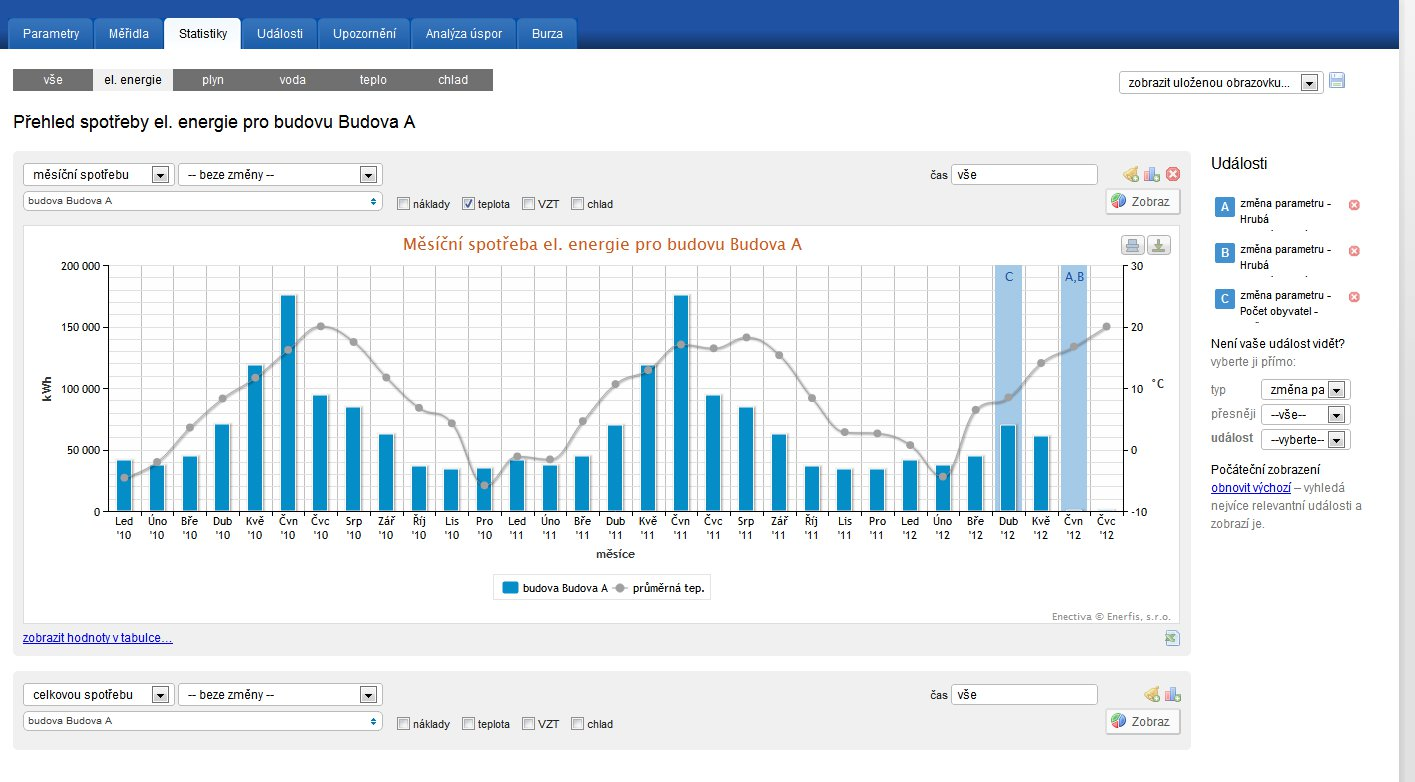 Parametry Měřidla Statistiky Události Upozornění Analýza úspor Burza
vše el. energie plyn voda teplo chlad
zobrazit uloženou obrazovku...
Přehled spotřeby el. energie pro budovu Budova A
měsíční spotřebu -- beze změny --
čas vše
budova Budova A
náklady teplota VZT chlad
Zobraz
Měsíční spotřeba el. energie pro budovu Budova A
200 000
150 000
100 000
50 000
0
kWh
30
20
10
0
-10
°C
C
A,B
Led Úno Bře Dub Kvě Čvn Čvc Srp Zář Říj Lis Pro Led Úno Bře Dub Kvě Čvn Čvc Srp Zář Říj Lis Pro Led Úno Bře Dub Kvě Čvn Čvc
'10 '10 '10 '10 '10 '10 '10 '10 '10 '10 '10 '10 '11 '11 '11 '11 '11 '11 '11 '11 '11 '11 '11 '11 '12 '12 '12 '12 '12 '12 '12
měsíce
budova Budova A průměrná tep.
Enectiva © Enerfis, s.r.o.
zobrazit hodnoty v tabulce...
celkovou spotřebu -- beze změny --
čas vše
budova Budova A
náklady teplota VZT chlad
Zobraz
Události
A změna parametru -
Hrubá
B změna parametru -
Hrubá
C změna parametru -
Počet obyvatel -
Není vaše událost vidět?
vyberte ji přímo:
typ změna pa
přesněji --vše--
událost --vyberte--
Počáteční zobrazení
obnovit výchozí – vyhledá
nejvíce relevantní události a
zobrazí je.